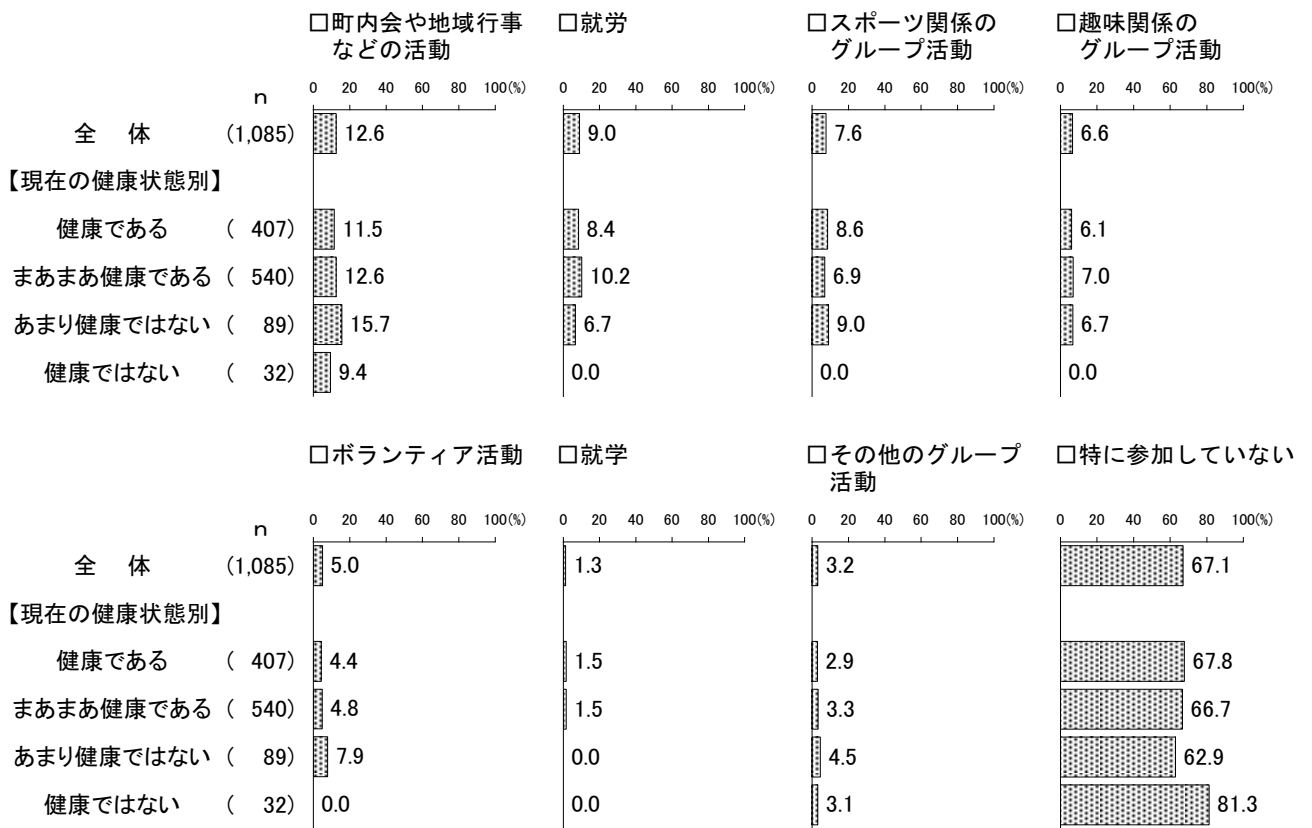 □町内会や地域行事
などの活動
□就労
□スポーツ関係の
グループ活動
□趣味関係の
グループ活動
0 20 40 60 80 100(%) 0 20 40 60 80 100(%) 0 20 40 60 80 100(%) 0 20 40 60 80 100(%)
n
全 体 (1,085) 12.6 9.0 7.6 6.6
【現在の健康状態別】
健康である ( 407) 11.5 8.4 8.6 6.1
まあまあ健康である ( 540) 12.6 10.2 6.9 7.0
あまり健康ではない ( 89) 15.7 6.7 9.0 6.7
健康ではない ( 32) 9.4 0.0 0.0 0.0
□ボランティア活動
□就学
□その他のグループ
活動
□特に参加していない
0 20 40 60 80 100(%) 0 20 40 60 80 100(%) 0 20 40 60 80 100(%) 0 20 40 60 80 100(%)
n
全 体 (1,085) 5.0 1.3 3.2 67.1
【現在の健康状態別】
健康である ( 407) 4.4 1.5 2.9 67.8
まあまあ健康である ( 540) 4.8 1.5 3.3 66.7
あまり健康ではない ( 89) 7.9 0.0 4.5 62.9
健康ではない ( 32) 0.0 0.0 3.1 81.3